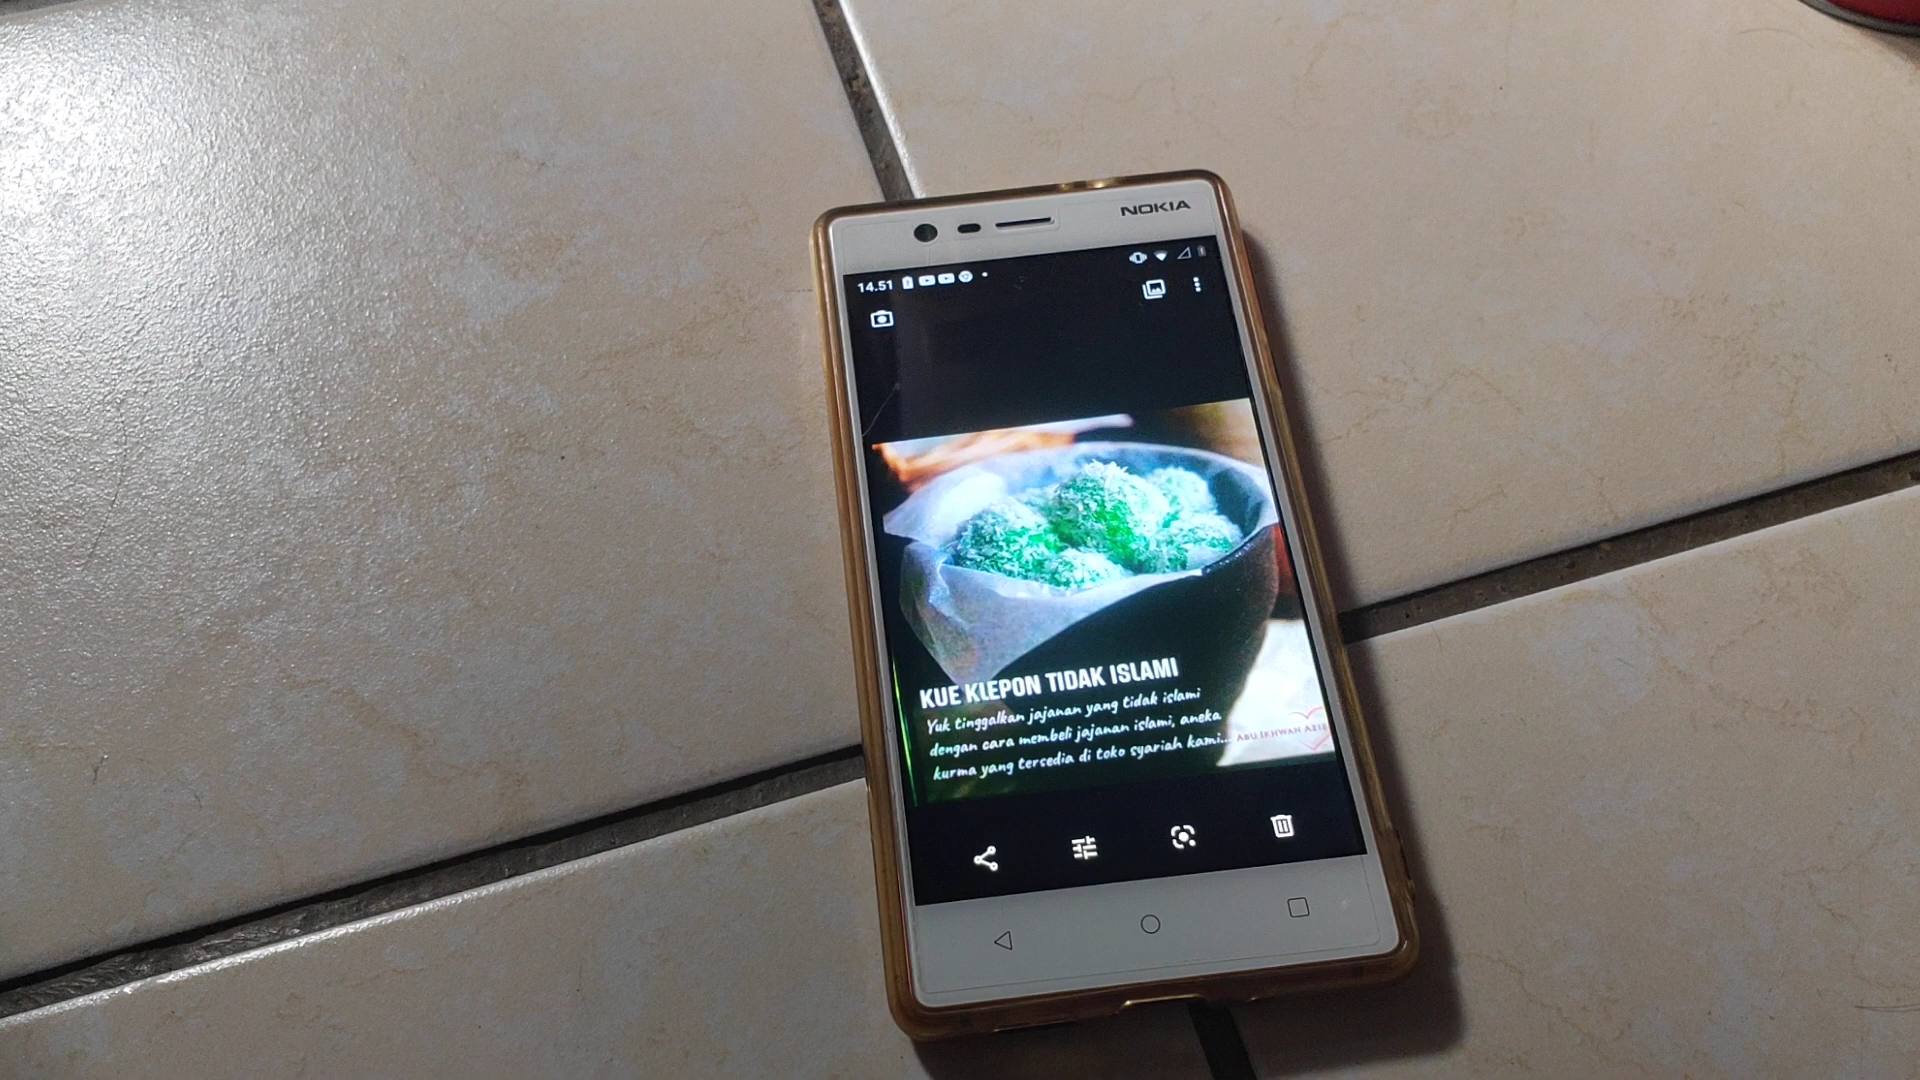 NOKIA
14.51
KUE KLEPON TIDAK ISLAMI
Yuk tinggalkan jajanan yang tidak islami
dengan cara membeli jajanan islami, aneka
kurma yang tersedia di toko syariah kami...
ABU IKHWAN AZIZ